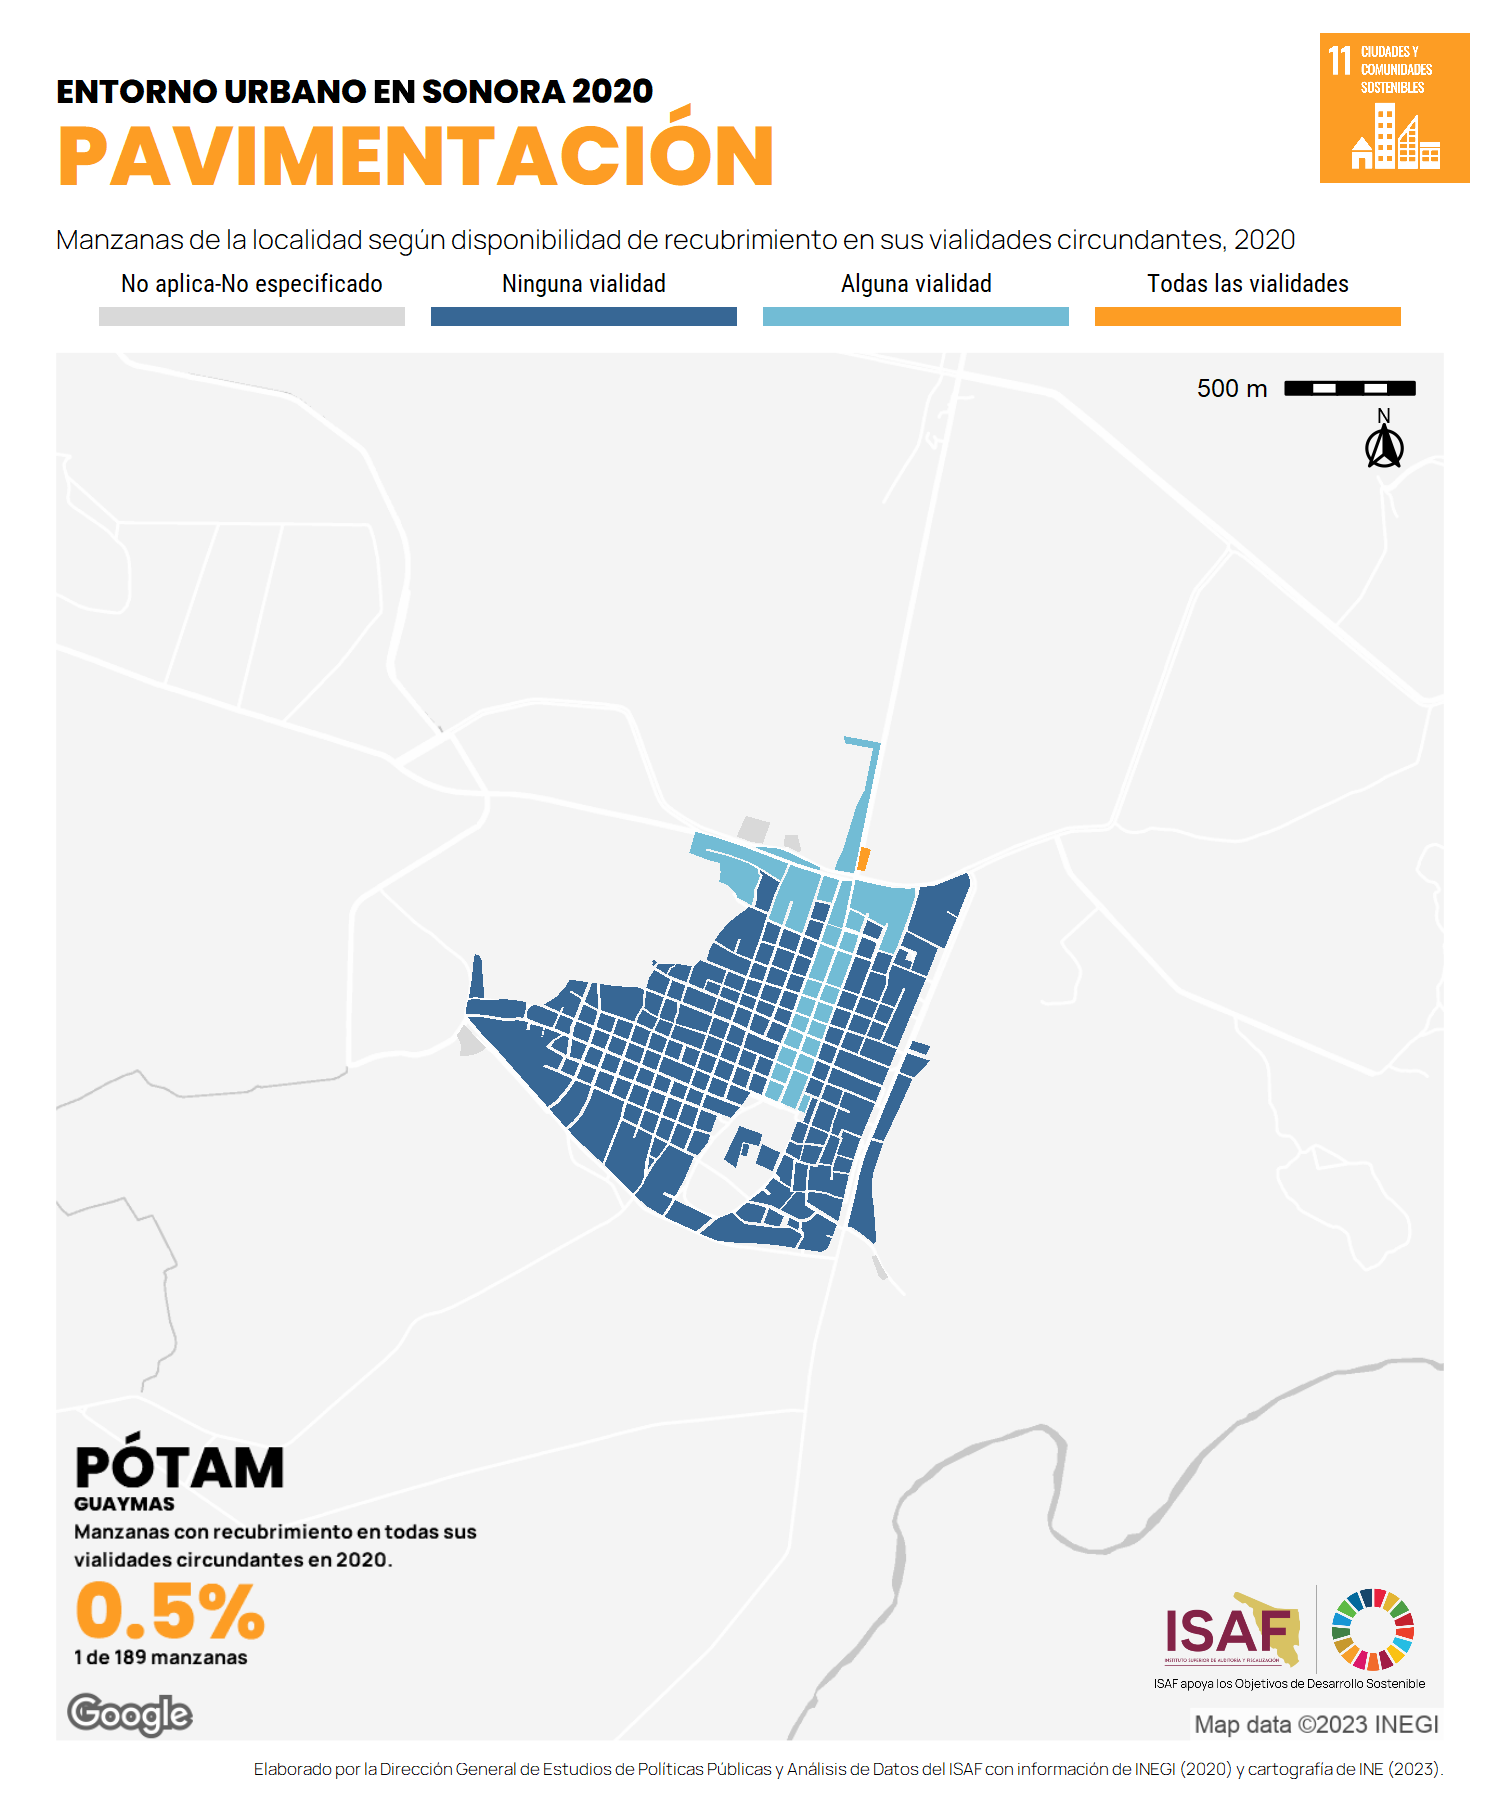 ENTORNO URBANO EN SONORA 2020
PAVIMENTACIÓN
11 CIUDADES Y
COMUNIDADES
SOSTENIBLES
Manzanas de la localidad según disponibilidad de recubrimiento en sus vialidades circundantes, 2020
No aplica-No especificado
Ninguna vialidad
Alguna vialidad
Todas las vialidades
500 m
N
PÓTAM
GUAYMAS
Manzanas con recubrimiento en todas sus
vialidades circundantes en 2020.
0.5%
1 de 189 manzanas
Google
ISAF
INSTITUTO SUPERIOR DE AUDITORÍA Y FISCALIZACIÓN
ISAF apoya los Objetivos de Desarrollo Sostenible
Map data ©2023 INEGI
Elaborado por la Dirección General de Estudios de Políticas Públicas y Análisis de Datos del ISAF con información de INEGI (2020) y cartografía de INE (2023).